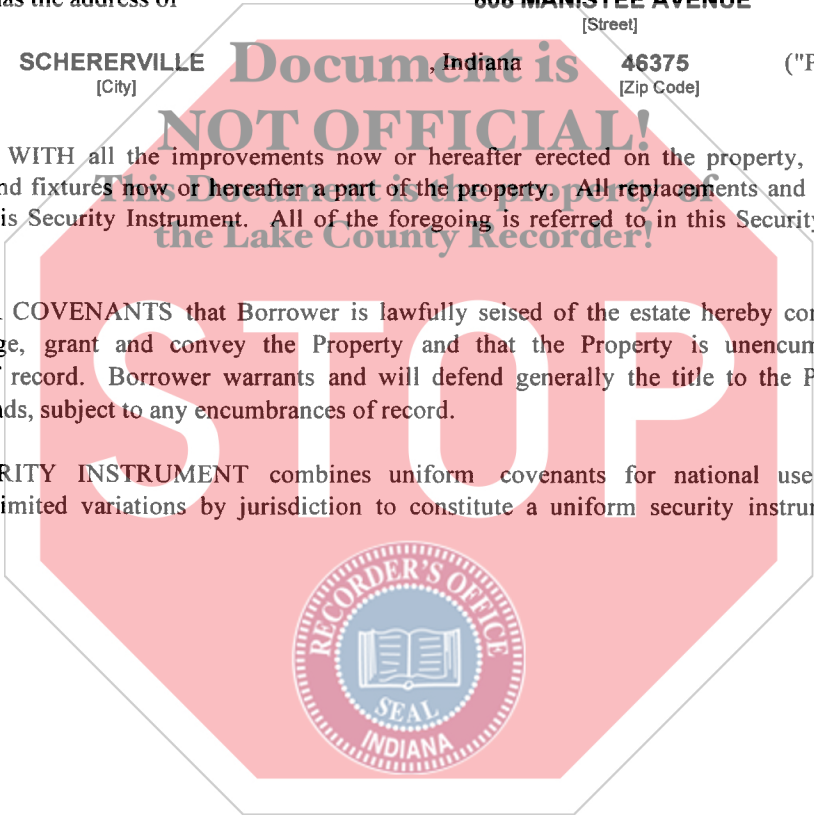 has the address of 608 MANISTEE AVENUE
[Street]
SCHERERVILLE , Indiana 46375 ("P
[City] [Zip Code]
Document is
NOT OFFICIAL!
This Document is the property of
the Lake County Recorder!
WITH all the improvements now or hereafter erected on the property,
nd fixtures now or hereafter a part of the property. All replacements and
is Security Instrument. All of the foregoing is referred to in this Security
COVENANTS that Borrower is lawfully seised of the estate hereby con
ge, grant and convey the Property and that the Property is unencum
record. Borrower warrants and will defend generally the title to the P
nds, subject to any encumbrances of record.
RITY INSTRUMENT combines uniform covenants for national use
imited variations by jurisdiction to constitute a uniform security instrum
STOP
RECORDER'S OFFICE
SEAL
INDIANA